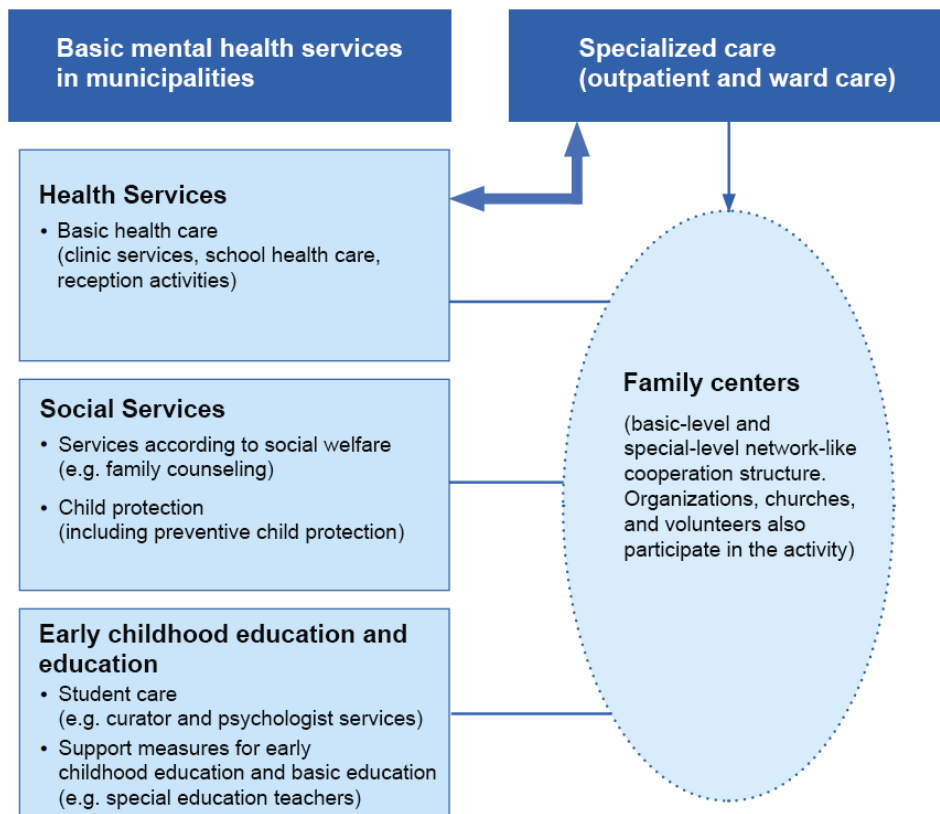 Basic mental health services
in municipalities
Specialized care
(outpatient and ward care)
Health Services
• Basic health care
(clinic services, school health care,
reception activities)
Social Services
• Services according to social welfare
(e.g. family counseling)
• Child protection
(including preventive child protection)
Early childhood education and
education
• Student care
(e.g. curator and psychologist services)
• Support measures for early
childhood education and basic education
(e.g. special education teachers)
Family centers
(basic-level and
special-level network-like
cooperation structure.
Organizations, churches,
and volunteers also
participate in the activity)